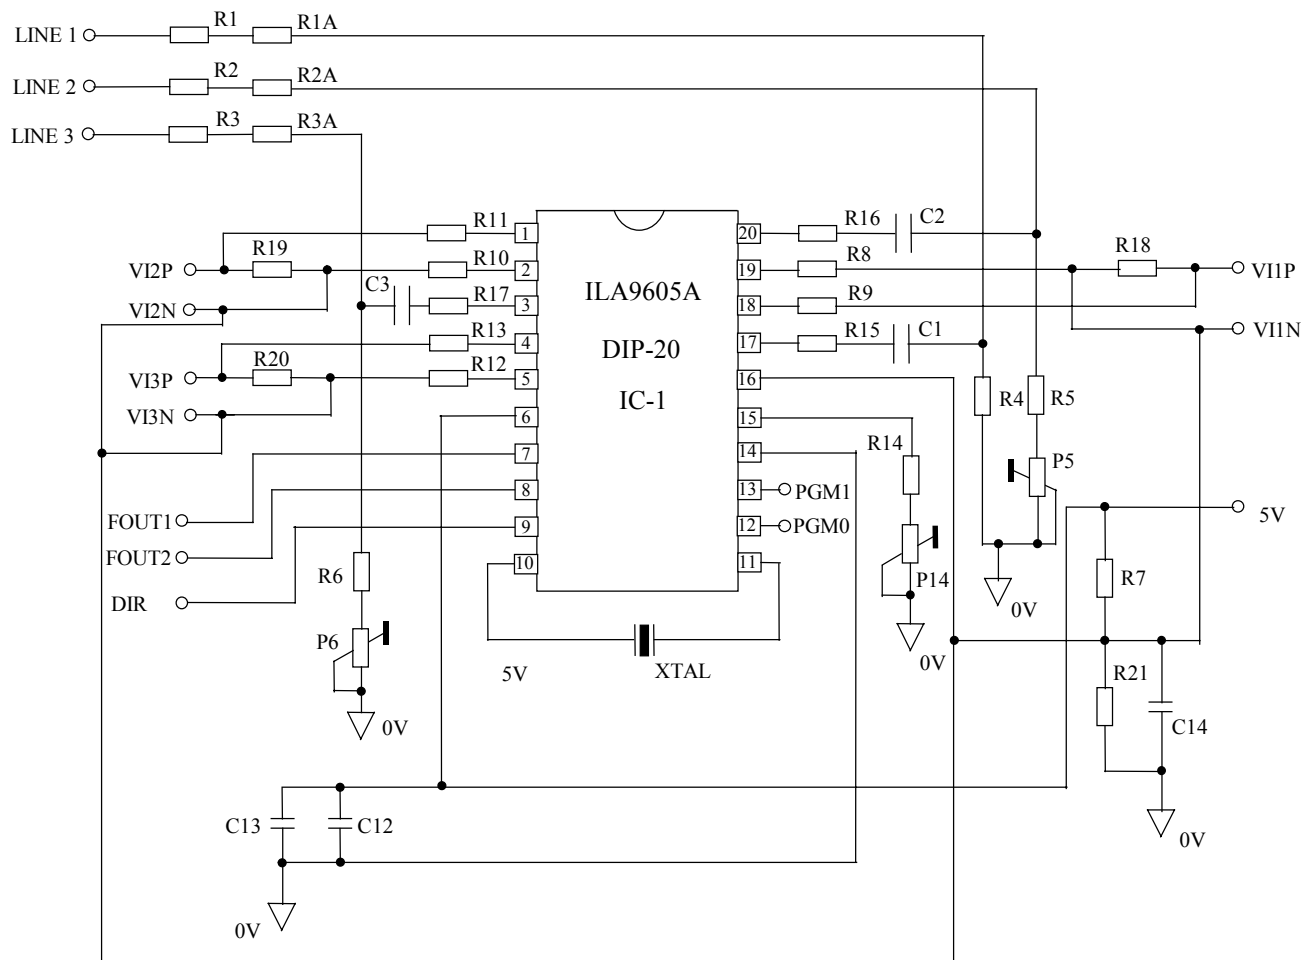 LINE 1
R1
R1A
LINE 2
R2
R2A
LINE 3
R3
R3A
R11
1
20
R16
C2
R19
R10
R8
R18
VI2P
2
19
VI1P
C3
ILA9605A
VI2N
R17
3
18
R9
R13
R15
C1
VI1N
4
DIP-20
17
R20
R12
VI3P
5
16
IC-1
R4
R5
VI3N
6
15
R14
7
14
P5
8
13
PGM1
5V
FOUT1
9
12
PGM0
FOUT2
10
11
R6
P14
R7
DIR
0V
P6
0V
5V
XTAL
R21
0V
C14
C13
C12
0V
0V